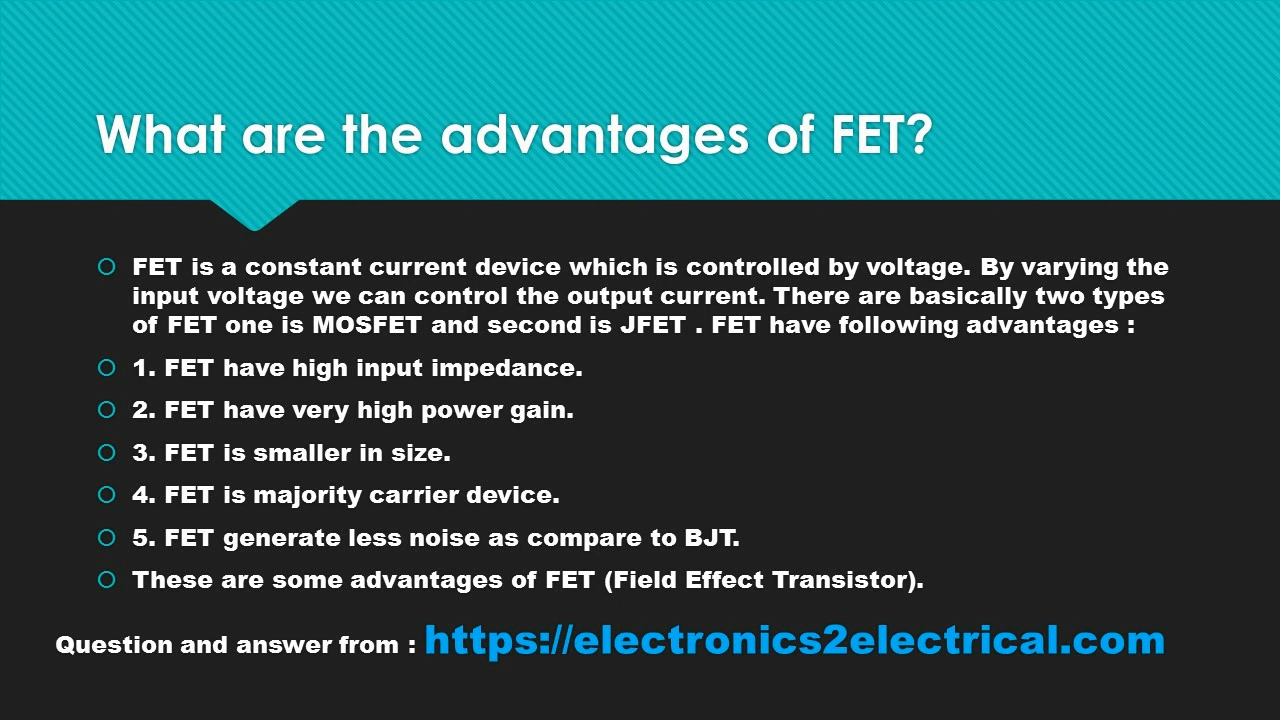 What are the advantages of FET?
FET is a constant current device which is controlled by voltage. By varying the
input voltage we can control the output current. There are basically two types
of FET one is MOSFET and second is JFET . FET have following advantages :
1. FET have high input impedance.
2. FET have very high power gain.
3. FET is smaller in size.
4. FET is majority carrier device.
5. FET generate less noise as compare to BJT.
These are some advantages of FET (Field Effect Transistor).
Question and answer from : https://electronics2electrical.com